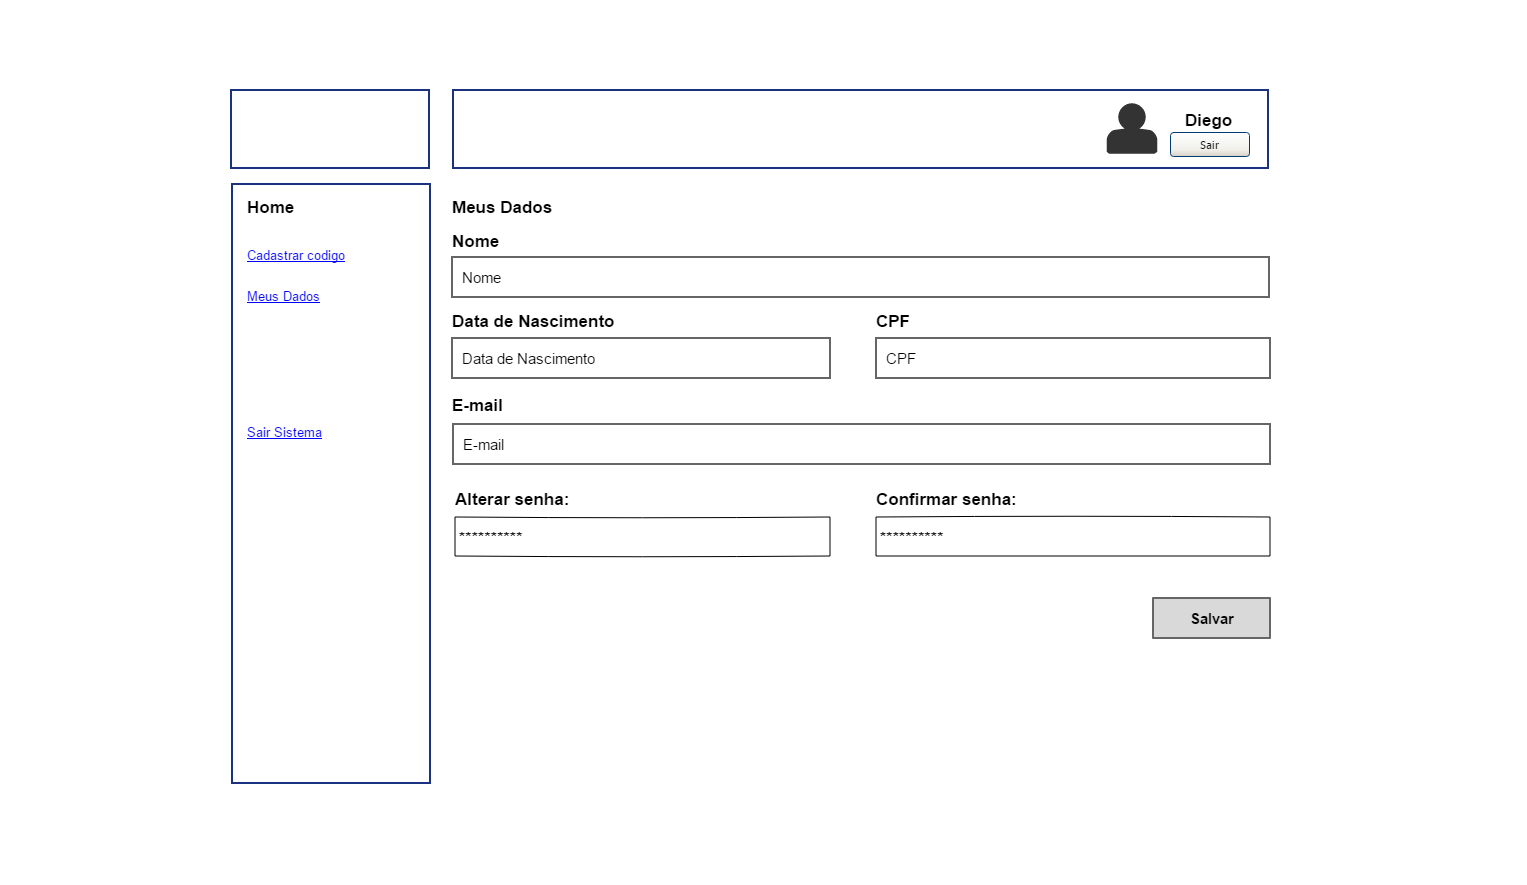 Diego
Sair
Home
Cadastrar codigo
Meus Dados
Sair Sistema
Meus Dados
Nome
Nome
Data de Nascimento
CPF
Data de Nascimento
CPF
E-mail
E-mail
Alterar senha:
Confirmar senha:
**********
**********
Salvar